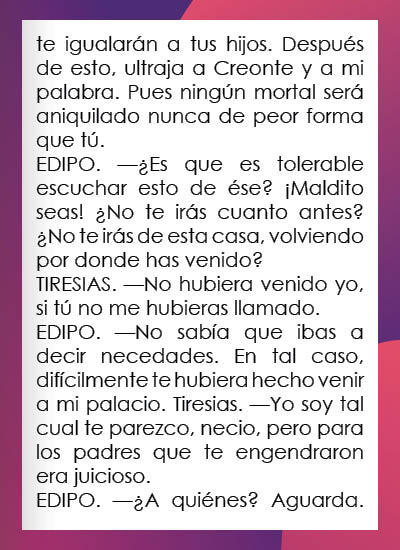 te igualarán a tus hijos. Después
de esto, ultraja a Creonte y a mi
palabra. Pues ningún mortal será
aniquilado nunca de peor forma
que tú.
EDIPO. —¿Es que es tolerable
escuchar esto de ése? ¡Maldito
seas! ¿No te irás cuanto antes?
¿No te irás de esta casa, volviendo
por donde has venido?
TIRESIAS. —No hubiera venido yo,
si tú no me hubieras llamado.
EDIPO. —No sabía que ibas a
decir necedades. En tal caso,
difícilmente te hubiera hecho venir
a mi palacio. Tiresias. —Yo soy tal
cual te parezco, necio, pero para
los padres que te engendraron
era juicioso.
EDIPO. —¿A quiénes? Aguarda.